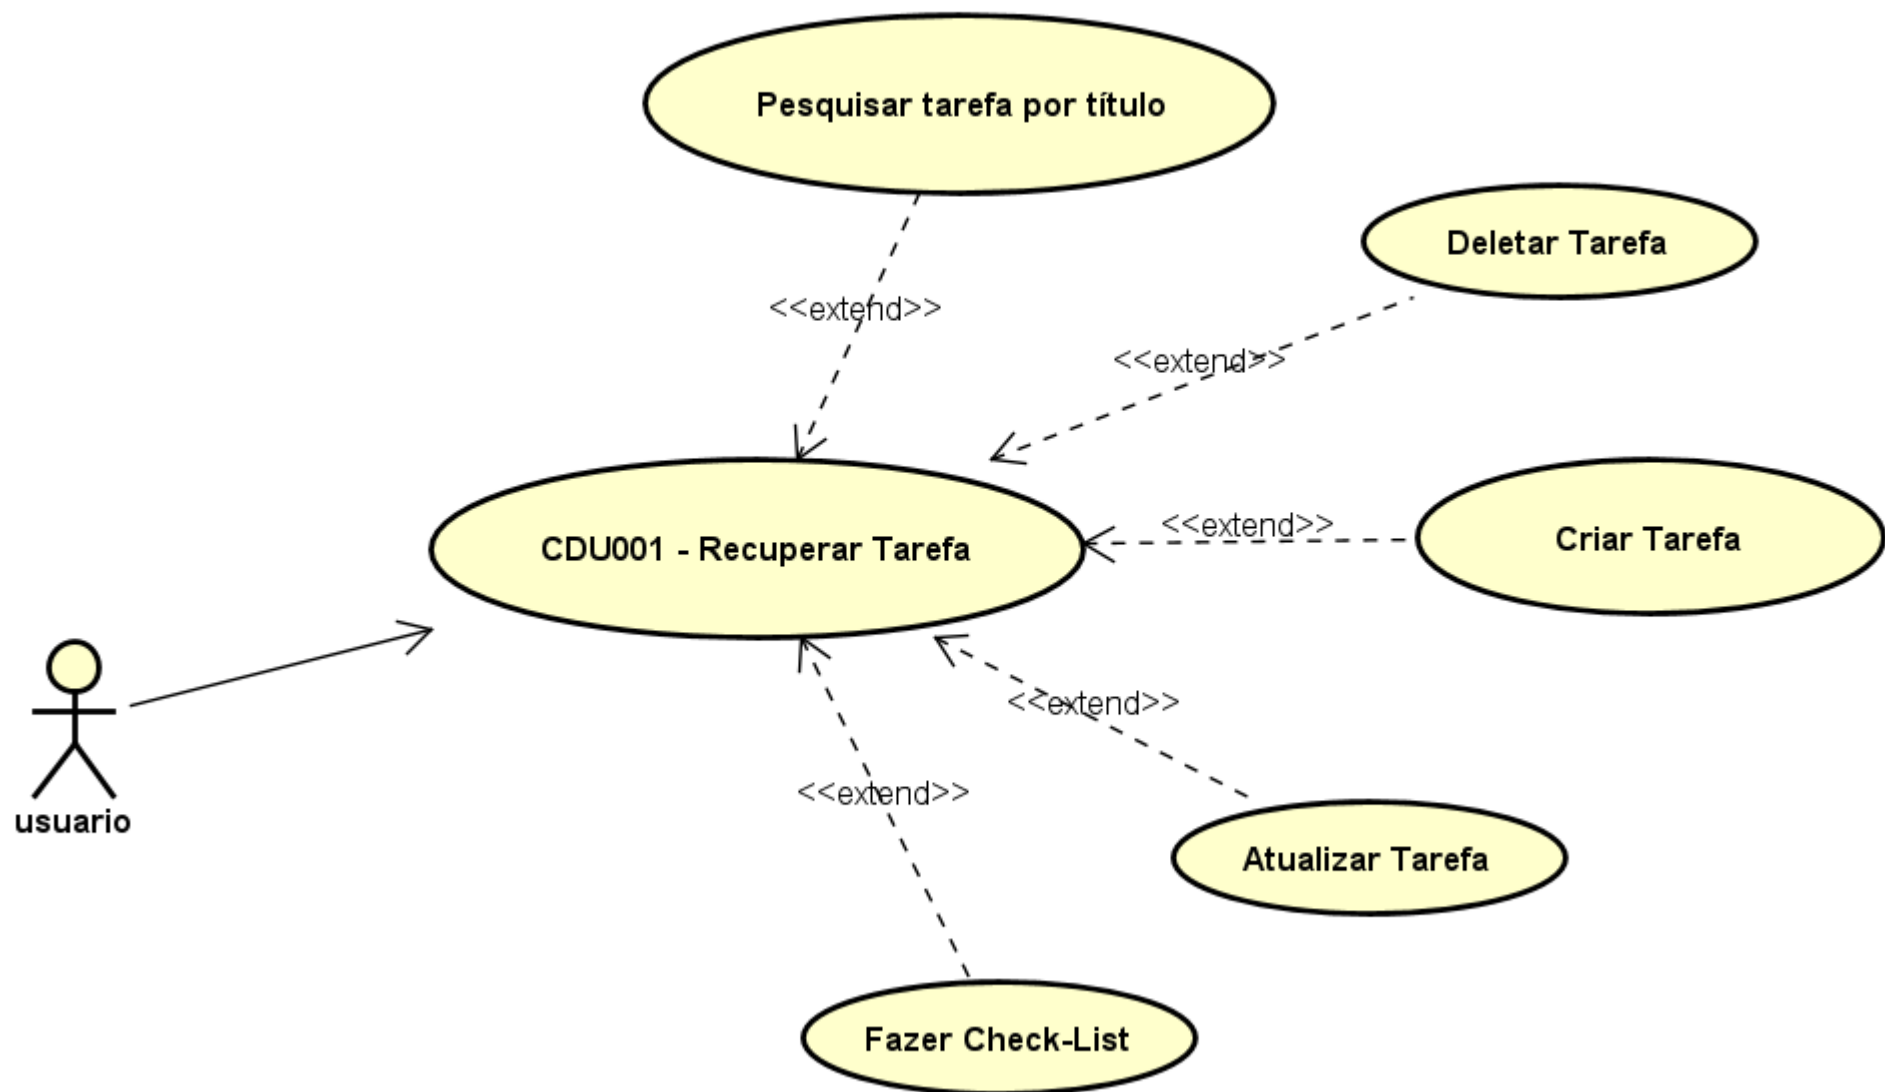 Pesquisar tarefa por título
Deletar Tarefa
<<extend>>
<<extend>>
<<extend>>
Criar Tarefa
CDU001 - Recuperar Tarefa
<<extend>>
<<extend>>
usuario
Atualizar Tarefa
Fazer Check-List